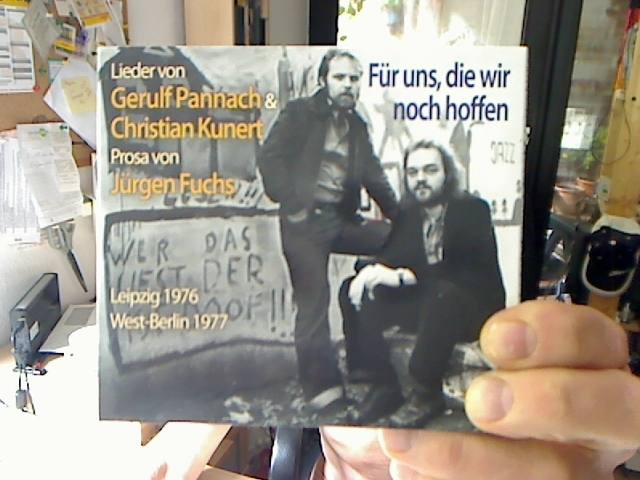 Lieder von
Gerulf Pannach &
Christian Kunert
Prosa von
Jürgen Fuchs
Für uns, die wir
noch hoffen
JAZZ
WER DAS
LIEST DER
DOOF!!
Leipzig 1976
West-Berlin 1977